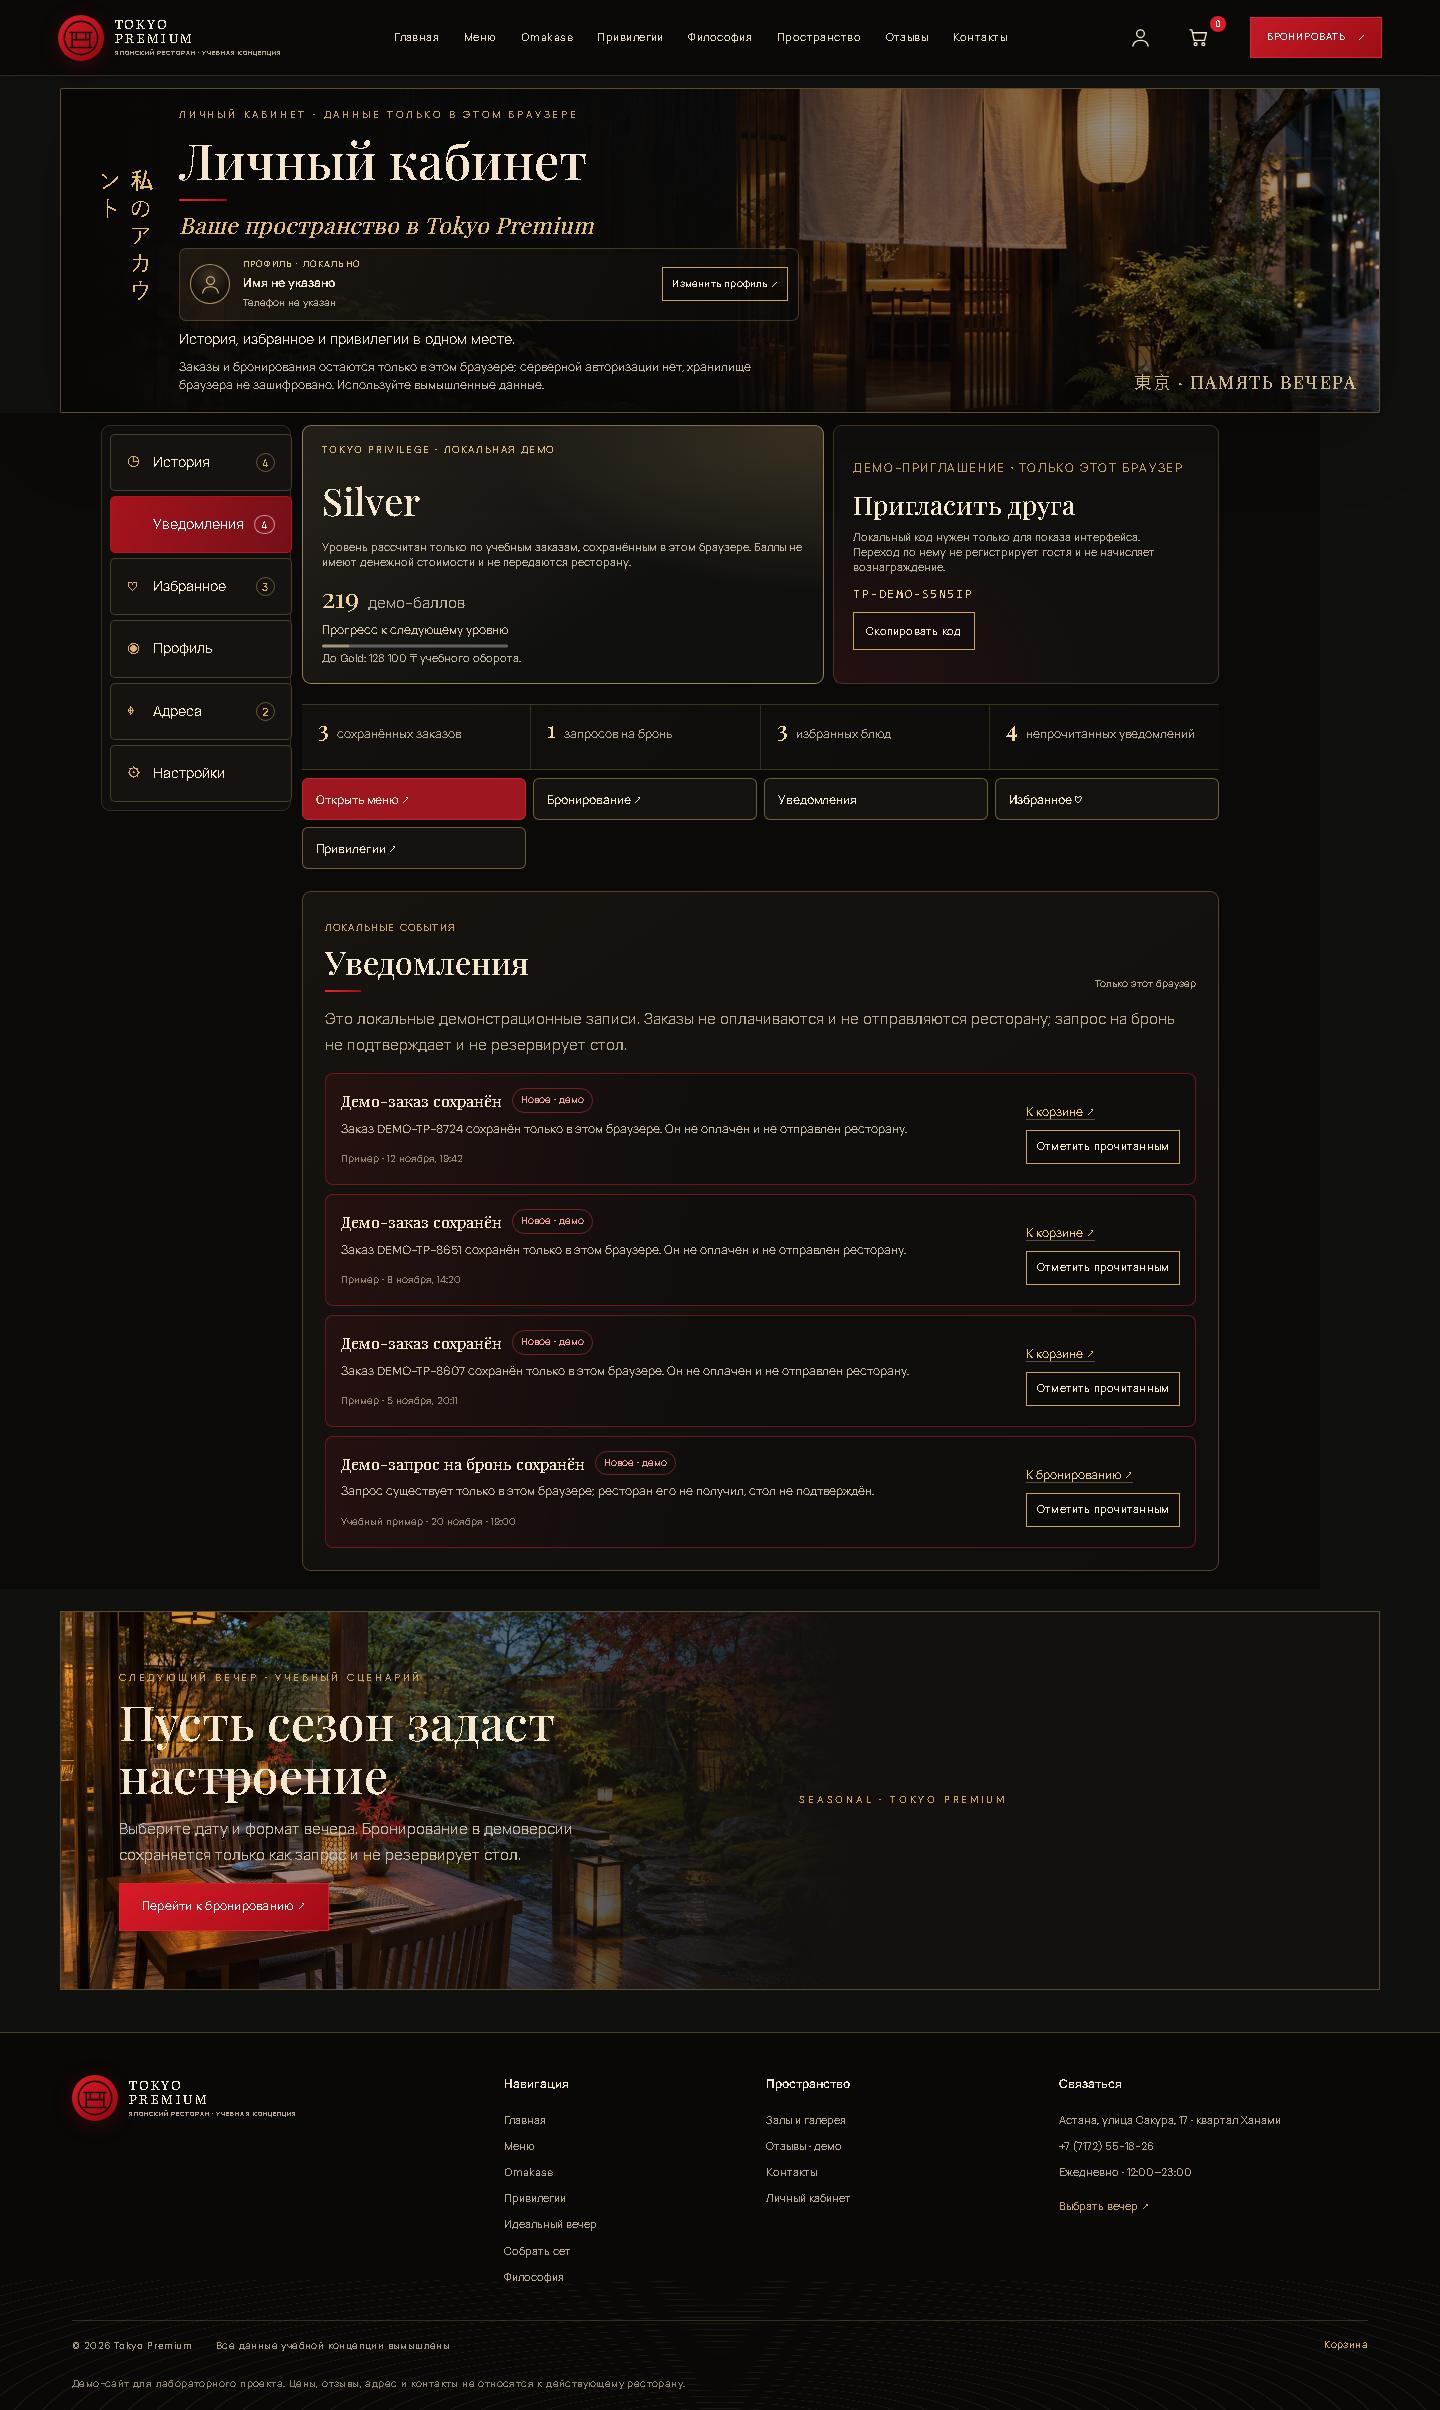 TOKYO
PREMIUM
ЯПОНСКИЙ РЕСТОРАН · УЧЕБНАЯ КОНЦЕПЦИЯ
Главная
Меню
Omakase
Привилегии
Философия
Пространство
Отзывы
Контакты
0
БРОНИРОВАТЬ ↗
ЛИЧНЫЙ КАБИНЕТ · ДАННЫЕ ТОЛЬКО В ЭТОМ БРАУЗЕРЕ
私のアカウ
ント
Личный кабинет
Ваше пространство в Tokyo Premium
ПРОФИЛЬ · ЛОКАЛЬНО
Имя не указано
Телефон не указан
Изменить профиль ↗
История, избранное и привилегии в одном месте.
Заказы и бронирования остаются только в этом браузере; серверной авторизации нет, хранилище
браузера не зашифровано. Используйте вымышленные данные.
東京 · ПАМЯТЬ ВЕЧЕРА
История 4
Уведомления 4
Избранное 3
Профиль
Адреса 2
Настройки
TOKYO PRIVILEGE · ЛОКАЛЬНАЯ ДЕМО
Silver
Уровень рассчитан только по учебным заказам, сохранённым в этом браузере. Баллы не
имеют денежной стоимости и не передаются ресторану.
219 демо-баллов
Прогресс к следующему уровню
До Gold: 128 100 ₸ учебного оборота.
ДЕМО-ПРИГЛАШЕНИЕ · ТОЛЬКО ЭТОТ БРАУЗЕР
Пригласить друга
Локальный код нужен только для показа интерфейса.
Переход по нему не регистрирует гостя и не начисляет
вознаграждение.
TP-DEMO-S5N5IP
Скопировать код
3 сохранённых заказов
1 запросов на бронь
3 избранных блюд
4 непрочитанных уведомлений
Открыть меню ↗
Бронирование ↗
Уведомления
Избранное ♡
Привилегии ↗
ЛОКАЛЬНЫЕ СОБЫТИЯ
Уведомления
Только этот браузер
Это локальные демонстрационные записи. Заказы не оплачиваются и не отправляются ресторану; запрос на бронь
не подтверждает и не резервирует стол.
Демо-заказ сохранён Новое · демо
Заказ DEMO-TP-8724 сохранён только в этом браузере. Он не оплачен и не отправлен ресторану.
Пример · 12 ноября, 19:42
К корзине ↗
Отметить прочитанным
Демо-заказ сохранён Новое · демо
Заказ DEMO-TP-8651 сохранён только в этом браузере. Он не оплачен и не отправлен ресторану.
Пример · 8 ноября, 14:20
К корзине ↗
Отметить прочитанным
Демо-заказ сохранён Новое · демо
Заказ DEMO-TP-8607 сохранён только в этом браузере. Он не оплачен и не отправлен ресторану.
Пример · 5 ноября, 20:11
К корзине ↗
Отметить прочитанным
Демо-запрос на бронь сохранён Новое · демо
Запрос существует только в этом браузере; ресторан его не получил, стол не подтверждён.
Учебный пример · 20 ноября · 19:00
К бронированию ↗
Отметить прочитанным
СЛЕДУЮЩИЙ ВЕЧЕР · УЧЕБНЫЙ СЦЕНАРИЙ
Пусть сезон задаст
настроение
Выберите дату и формат вечера. Бронирование в демоверсии
сохраняется только как запрос и не резервирует стол.
Перейти к бронированию ↗
SEASONAL · TOKYO PREMIUM
TOKYO
PREMIUM
ЯПОНСКИЙ РЕСТОРАН · УЧЕБНАЯ КОНЦЕПЦИЯ
Навигация
Главная
Меню
Omakase
Привилегии
Идеальный вечер
Собрать сет
Философия
Пространство
Залы и галерея
Отзывы · демо
Контакты
Личный кабинет
Связаться
Астана, улица Сакура, 17 · квартал Ханами
+7 (7172) 55-18-26
Ежедневно · 12:00–23:00
Выбрать вечер ↗
© 2026 Tokyo Premium
Все данные учебной концепции вымышлены
Корзина
Демо-сайт для лабораторного проекта. Цены, отзывы, адрес и контакты не относятся к действующему ресторану.